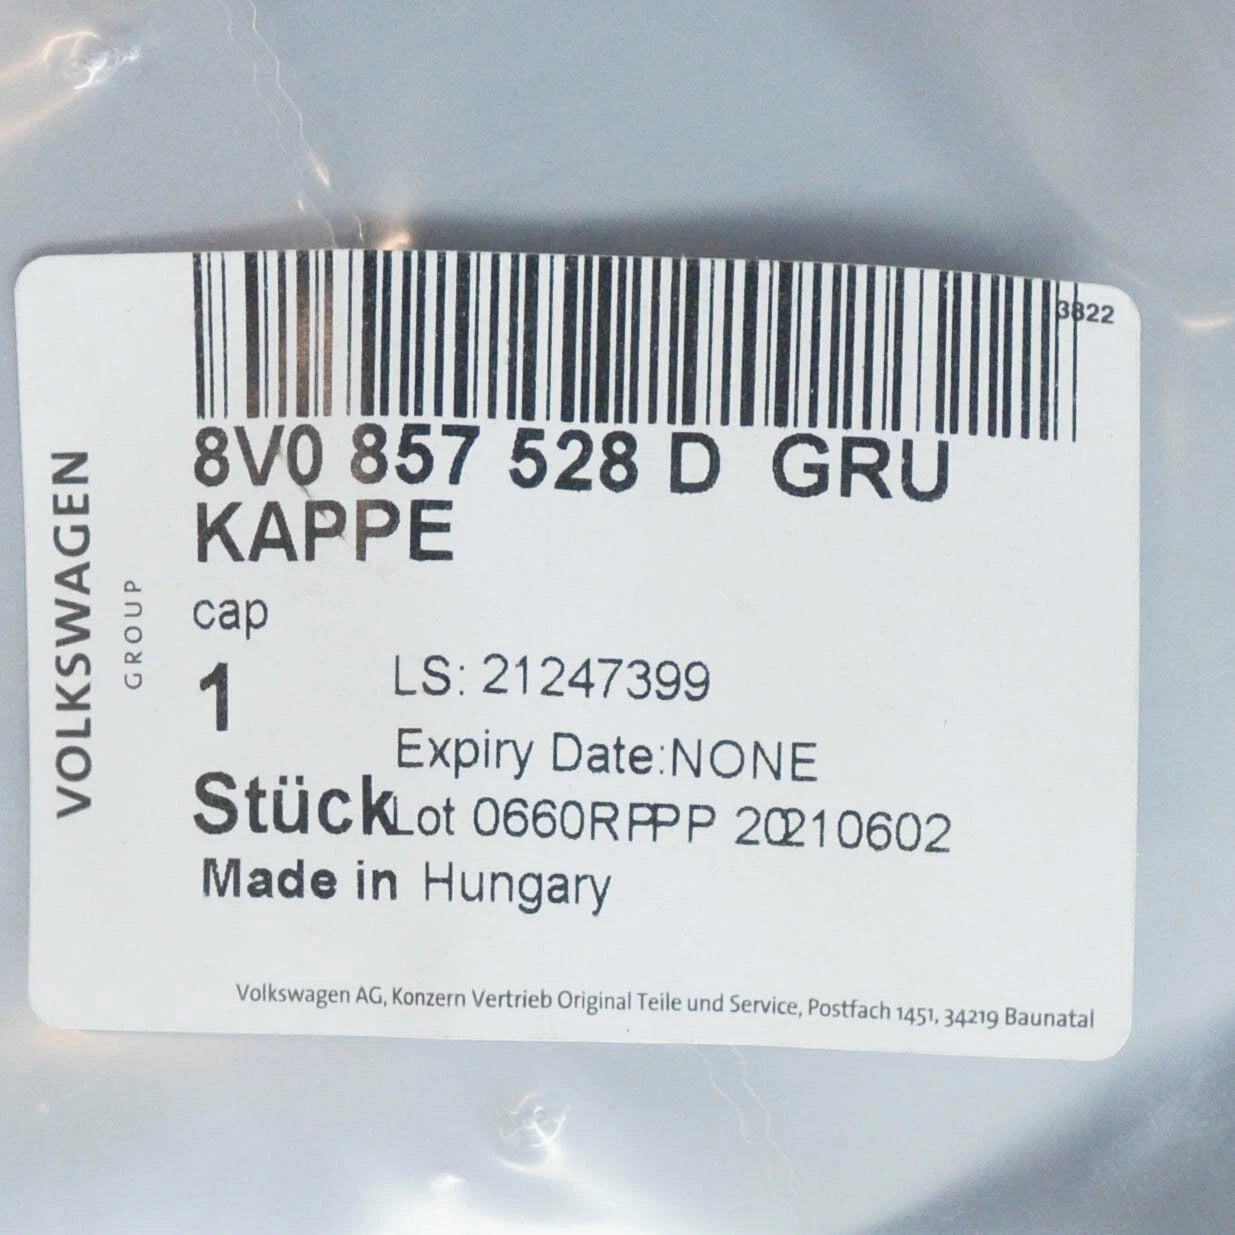 3822
8V0 857 528 D GRU
KAPPE
cap
1
LS: 21247399
Expiry Date:NONE
Stück
Lot 0660RPPP 20210602
Made in Hungary
Volkswagen AG, Konzern Vertrieb Original Teile und Service, Postfach 1451, 34219 Baunatal
VOLKSWAGEN
GROUP